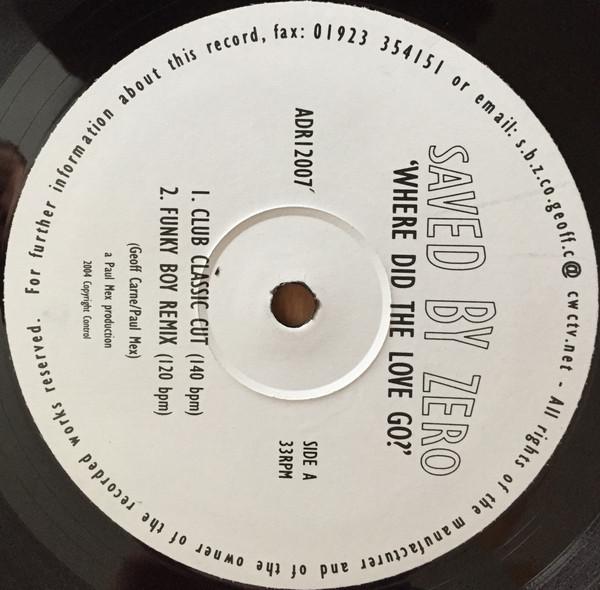 SAVED BY ZERO
'WHERE DID THE LOVE GO?'
ADR12007
SIDE A
33RPM
1. CLUB CLASSIC CUT (140 bpm)
2. FUNKY BOY REMIX (120 bpm)
(Geoff Carne/Paul Mex)
a Paul Mex production
2004 Copyright Control
For further information about this record, fax: 01923 354151 or email: s.b.z.co.geoff.c@cwctv.net - All rights of the manufacturer and of the owner of the recorded works reserved.